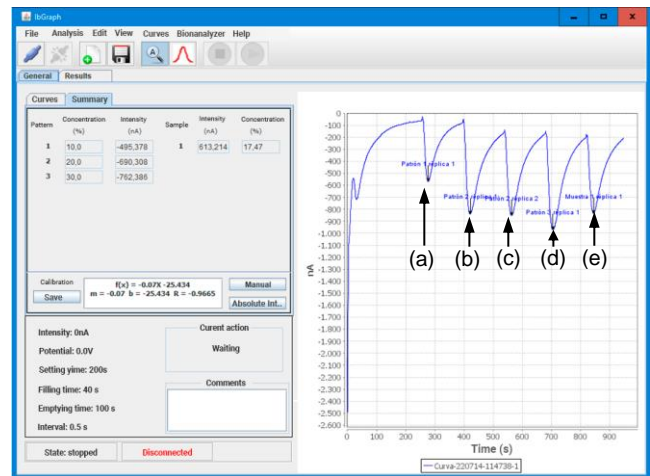 IbGraph
File Analysis Edit View Curves Bionanalyzer Help
General Results
Curves Summary
Pattern Concentration (%) Intensity (nA) Sample Intensity (nA) Concentration (%)
1 10,0 -495,378 1 613,214 17,47
2 20,0 -690,308
3 30,0 -762,386
Calibration
Save
f(x) = -0.07X -25.434
m = -0.07 b = -25.434 R = -0.9665
Manual
Absolute Int..
Intensity: 0nA
Potential: 0.0V
Setting yime: 200s
Filling time: 40 s
Emptying time: 100 s
Interval: 0.5 s
Curent action
Waiting
Comments
State: stopped
Disconnected
nA
0
-100
-200
-300
-400
-500
-600
-700
-800
-900
-1.000
-1.100
-1.200
-1.300
-1.400
-1.500
-1.600
-1.700
-1.800
-1.900
-2.000
-2.100
-2.200
-2.300
-2.400
-2.500
-2.600
Patrón 1 réplica 1
Patrón 2 réplica 1
Patrón 2 réplica 2
Patrón 3 réplica 1
Muestra 1 réplica 1
(a) (b) (c) (d) (e)
0 100 200 300 400 500 600 700 800 900
Time (s)
Curva-220714-114738-1